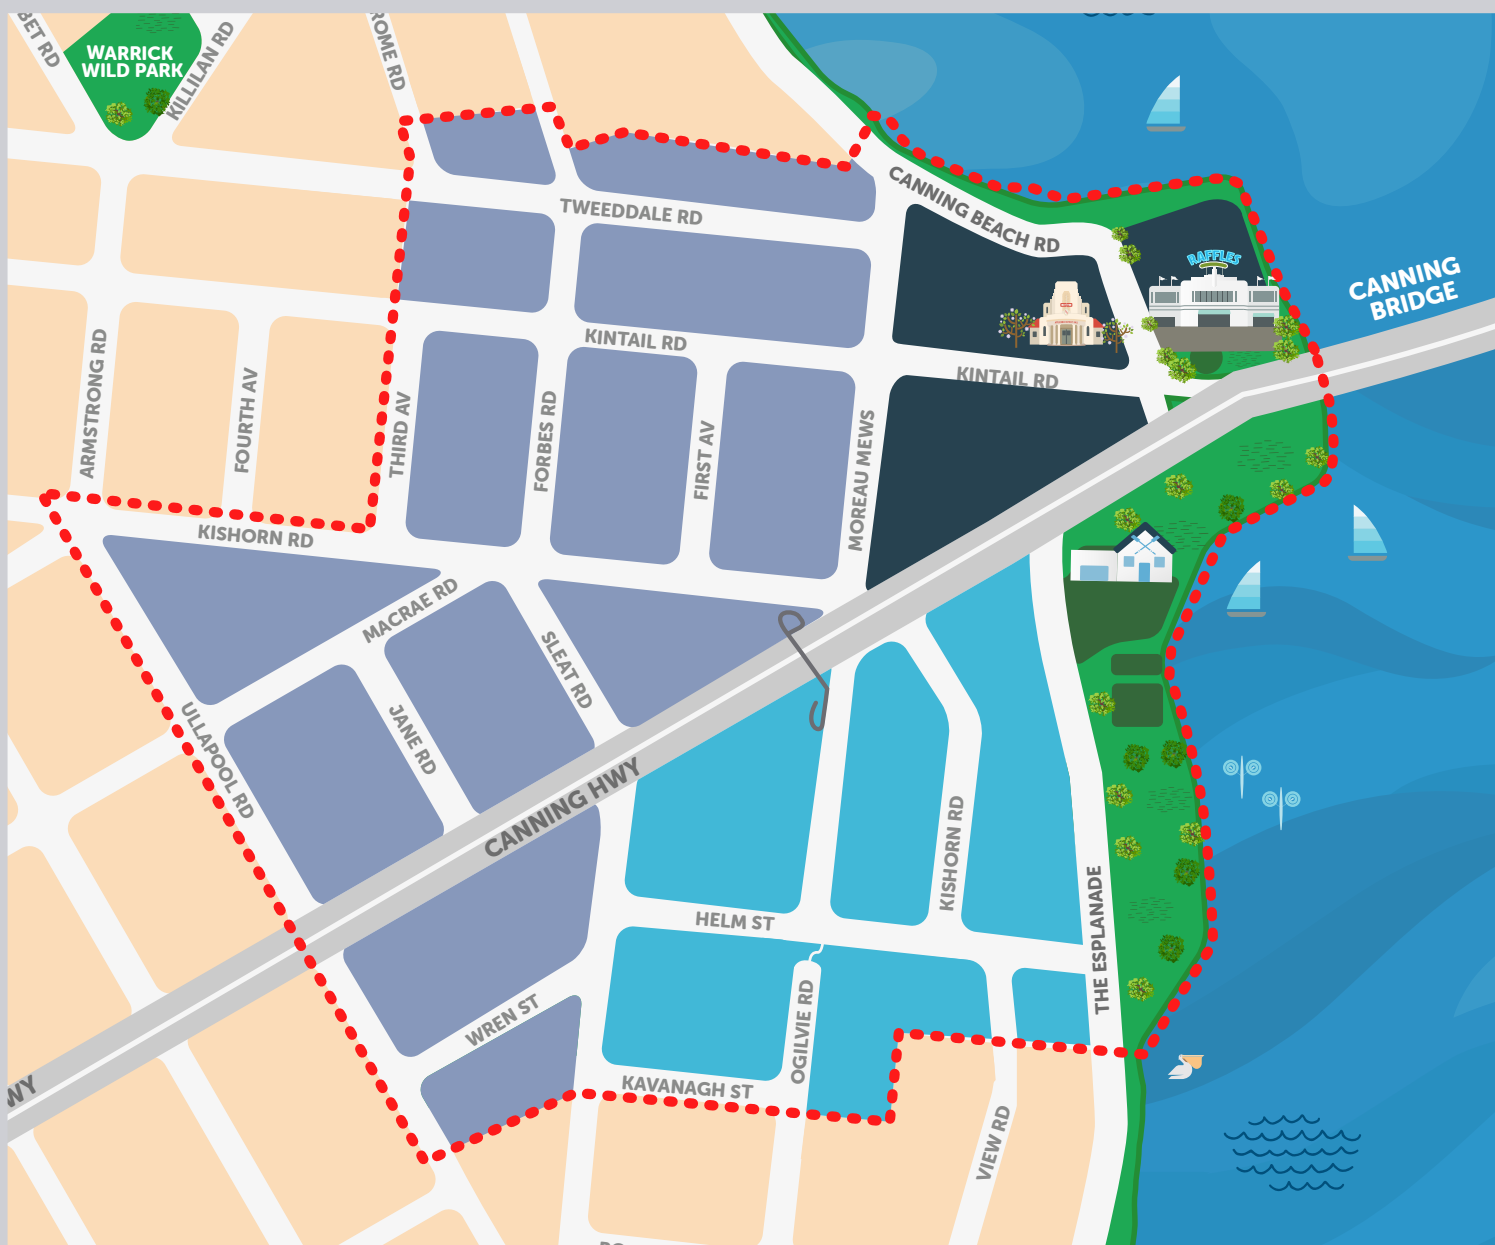 BET RD
WARRICK
WILD PARK
KILLILAN RD
ROME RD
TWEEDDALE RD
CANNING BEACH RD
RAFFLES
CANNING
BRIDGE
KINTAIL RD
KINTAIL RD
ARMSTRONG RD
FOURTH AV
THIRD AV
FORBES RD
FIRST AV
MOREAU MEWS
KISHORN RD
MACRAE RD
SLEAT RD
ULLAPOOL RD
JANE RD
CANNING HWY
KISHORN RD
HELM ST
THE ESPLANADE
WREN ST
OGILVIE RD
KAVANAGH ST
WY
VIEW RD